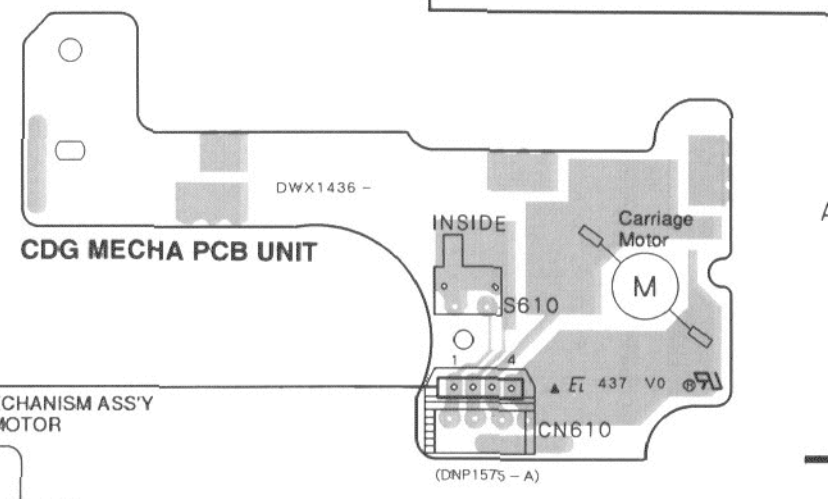 DWX1436 -
INSIDE
Carriage
Motor
CDG MECHA PCB UNIT
M
S610
1 4
437 V0
CHANISM ASS'Y
MOTOR
CN610
(DNP1575 - A)